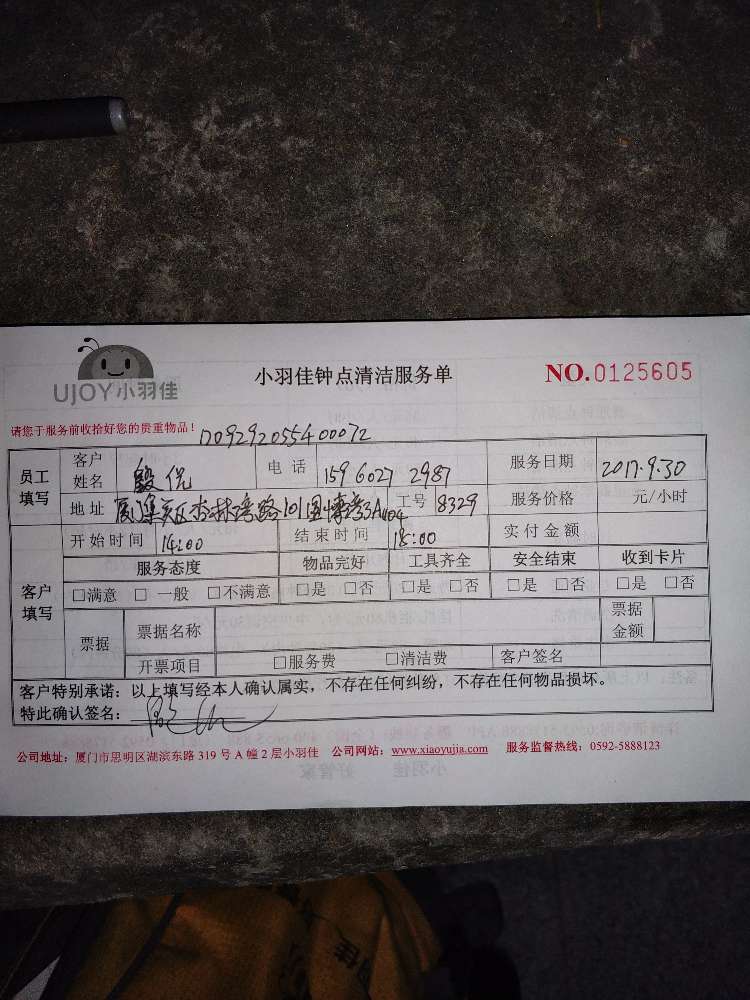 UJOY小羽佳 小羽佳钟点清洁服务单 NO.0125605
请您于服务前收拾好您的贵重物品！ 170929205540072
员工填写 客户姓名 电话 159 6027 2987 服务日期 2017.9.30
地址 工号 8329 服务价格 元/小时
开始时间 14:00 结束时间 18:00 实付金额
客户填写 服务态度 物品完好 工具齐全 安全结束 收到卡片
□满意 □一般 □不满意 □是 □否 □是 □否 □是 □否 □是 □否
票据 票据名称 票据金额
开票项目 □服务费 □清洁费 客户签名
客户特别承诺：以上填写经本人确认属实，不存在任何纠纷，不存在任何物品损坏。
特此确认签名：
公司地址：厦门市思明区湖滨东路 319 号 A 幢 2 层小羽佳 公司网站：www.xiaoyujia.com 服务监督热线：0592-5888123